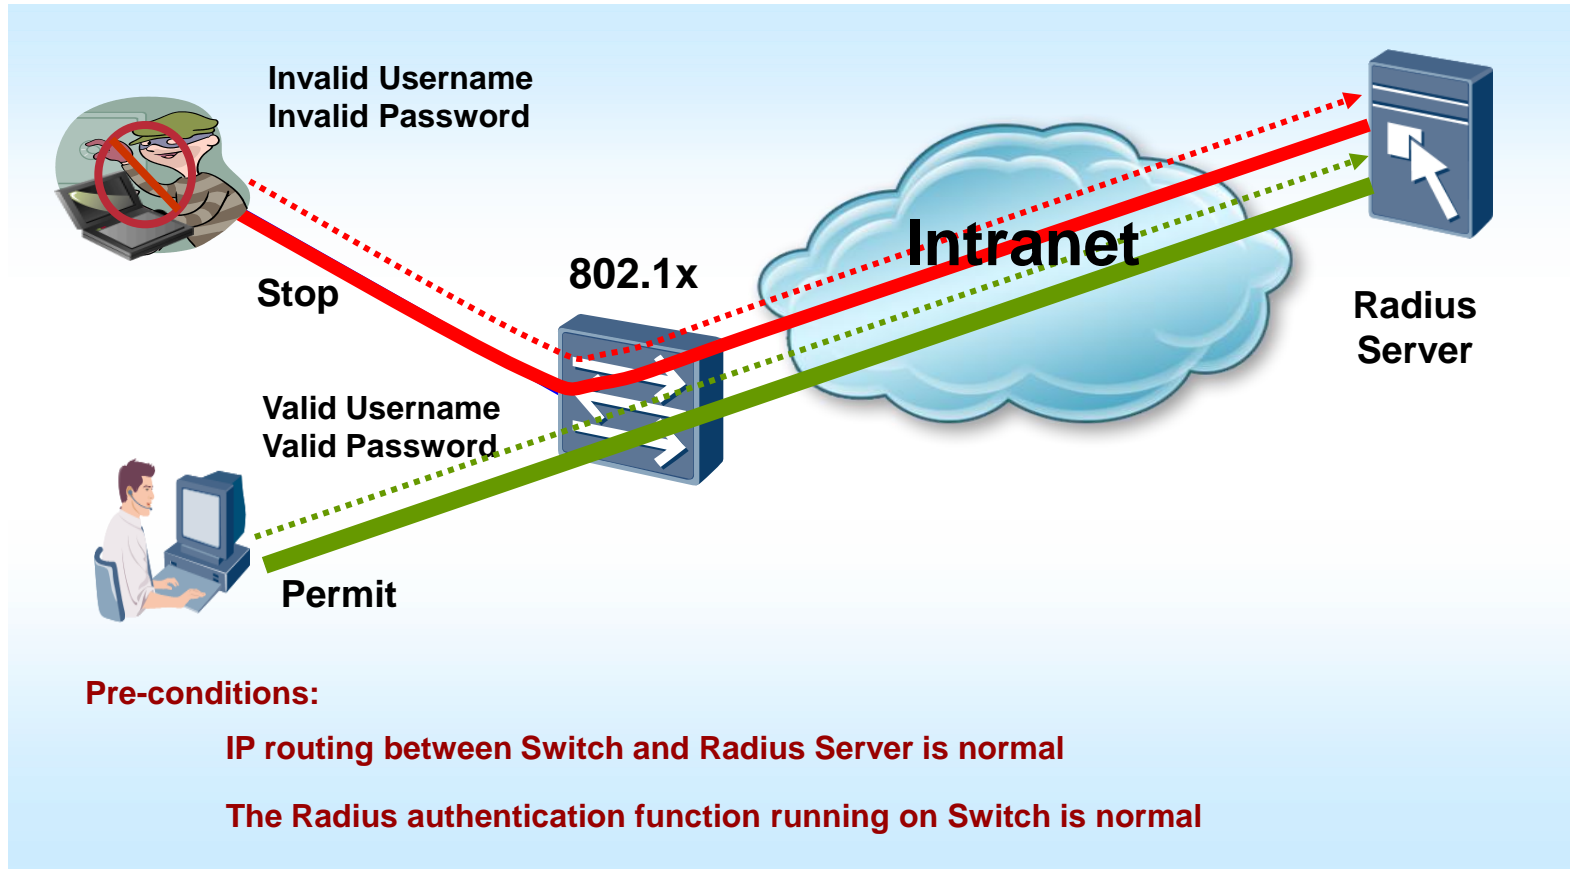 Invalid Username
Invalid Password
Stop
802.1x
Intranet
Radius
Server
Valid Username
Valid Password
Permit
Pre-conditions:
IP routing between Switch and Radius Server is normal
The Radius authentication function running on Switch is normal